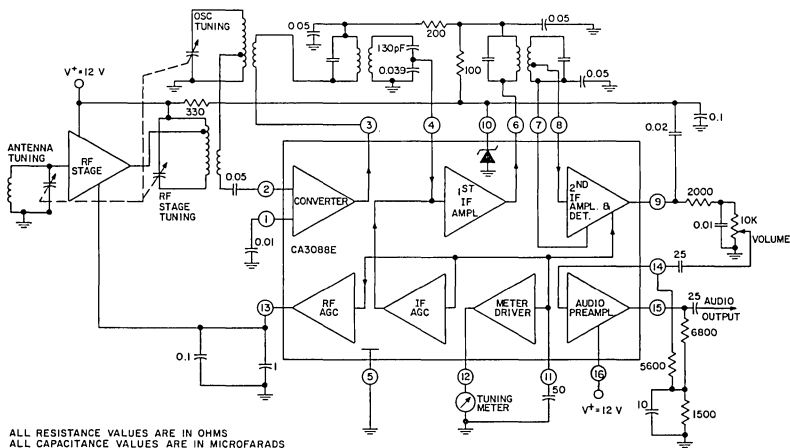 OSC
TUNING
0 05
200
0.05
130pF
0.039
100
0.05
V⁺=12 V
330
0.1
0.02
ANTENNA
TUNING
RF
STAGE
RF
STAGE
TUNING
0.05
3
4
10
6
7
8
2
1
0.01
CONVERTER
CA3088E
1ST
IF
AMPL.
2ND
IF
AMPL. &
DET.
9
2000
0.01
10K
VOLUME
25
14
13
RF
AGC
IF
AGC
METER
DRIVER
AUDIO
PREAMPL.
15
25
AUDIO
OUTPUT
6800
5600
0.1
1
5
12
TUNING
METER
11
50
16
V⁺=12 V
10
1500
ALL RESISTANCE VALUES ARE IN OHMS
ALL CAPACITANCE VALUES ARE IN MICROFARADS